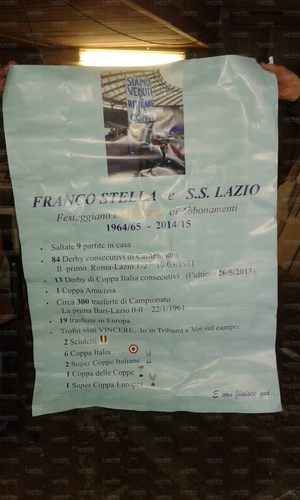 SIAMO
VENUTI
A
RITIRARE
COPPA
FRANCO STELLA e S.S. LAZIO
Festeggiano i di Abbonamenti
1964/65 - 2014/15
Saltate 9 partite in casa
84 Derby consecutivi di Campionato
Il primo Roma-Lazio 1-2 /1961
13 Derby di Coppa Italia consecutivi (l'ultimo 26/5/2013)
1 Coppa Amicizia
Circa 300 trasferte di Campionato
La prima Bari-Lazio 0-0 22/1/1961
19 trasferte in Europa
Trofei visti VINCERE, Io in Tribuna e Voi sul campo:
2 Scudetti
6 Coppa Italia
2 Super Coppe Italiane
1 Coppa delle Coppe
1 Super Coppa Europea
E non finisce qui...